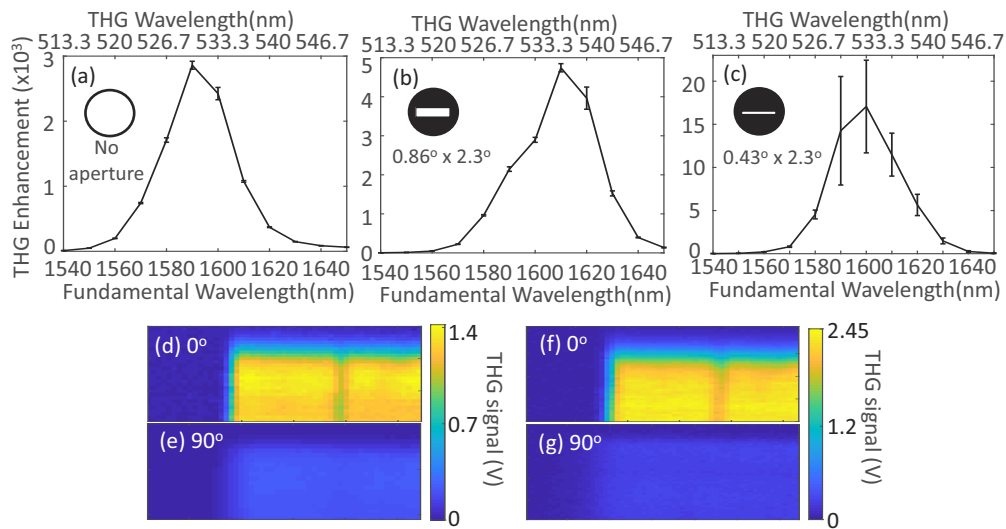 THG Wavelength(nm)
513.3 520 526.7 533.3 540 546.7
THG Enhancement (x10³)
3
2
1
0
(a)
No
aperture
1540 1560 1580 1600 1620 1640
Fundamental Wavelength(nm)
THG Wavelength(nm)
513.3 520 526.7 533.3 540 546.7
5
4
3
2
1
0
(b)
0.86° x 2.3°
1540 1560 1580 1600 1620 1640
Fundamental Wavelength(nm)
THG Wavelength(nm)
513.3 520 526.7 533.3 540 546.7
20
15
10
5
0
(c)
0.43° x 2.3°
1540 1560 1580 1600 1620 1640
Fundamental Wavelength(nm)
(d) 0°
(e) 90°
1.4
0.7
0
THG signal (V)
(f) 0°
(g) 90°
2.45
1.2
0
THG signal (V)